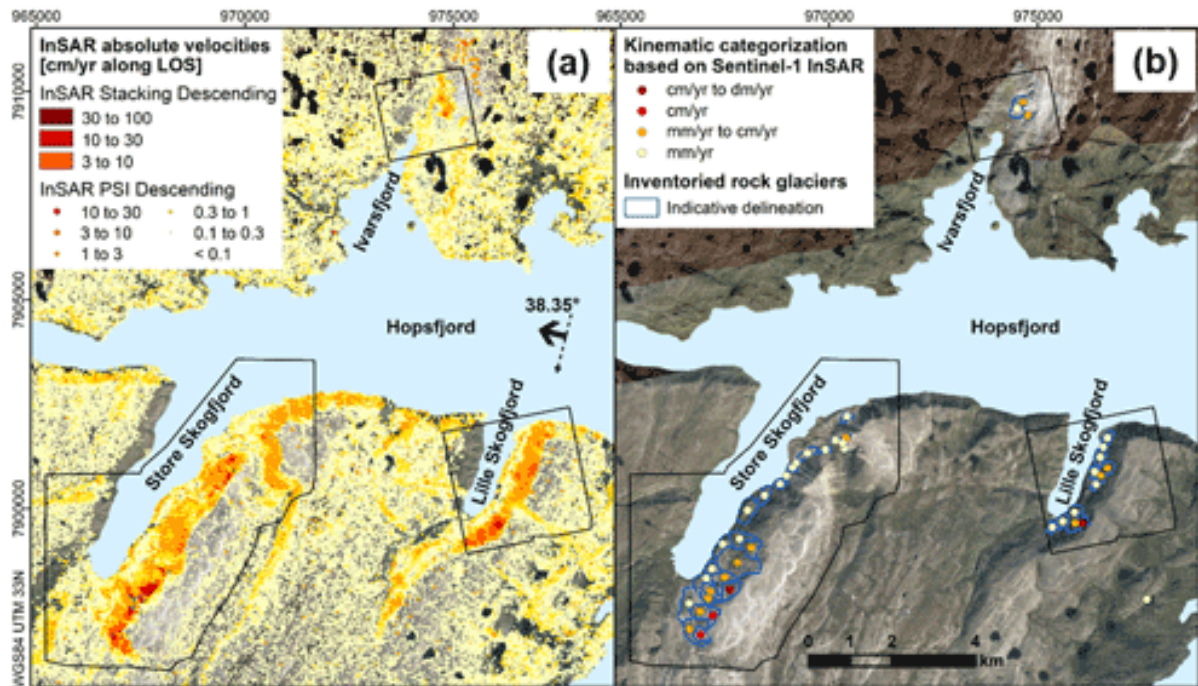 965000 970000 975000 965000 970000 975000
7910000
7905000
7900000
WGS84 UTM 33N
InSAR absolute velocities
[cm/yr along LOS]
InSAR Stacking Descending
30 to 100
10 to 30
3 to 10
InSAR PSI Descending
10 to 30 0.3 to 1
3 to 10 0.1 to 0.3
1 to 3 < 0.1
(a)
Ivarsfjord
38.35°
Hopsfjord
Store Skogfjord
Lille Skogfjord
Kinematic categorization
based on Sentinel-1 InSAR
cm/yr to dm/yr
cm/yr
mm/yr to cm/yr
mm/yr
Inventoried rock glaciers
Indicative delineation
(b)
Ivarsfjord
Hopsfjord
Store Skogfjord
Lille Skogfjord
0 1 2 4
km